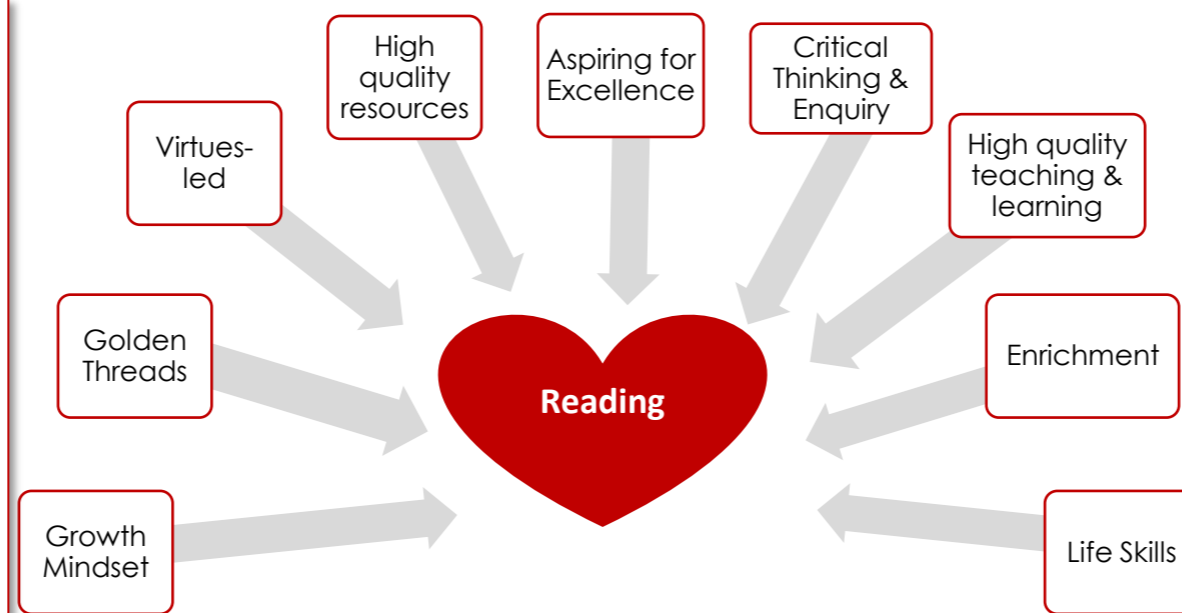 High
quality
resources
Aspiring for
Excellence
Critical
Thinking &
Enquiry
Virtues-
led
High quality
teaching &
learning
Golden
Threads
Enrichment
Reading
Growth
Mindset
Life Skills